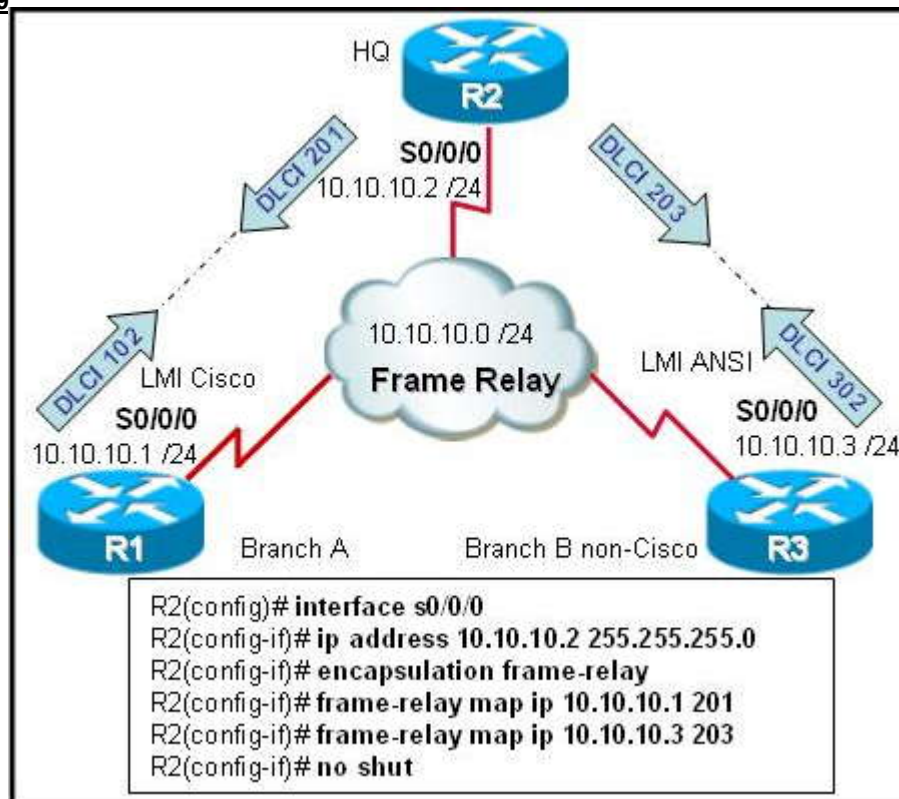 g
HQ
R2
DLCI 201
S0/0/0
10.10.10.2 /24
DLCI 203
10.10.10.0 /24
Frame Relay
DLCI 102
LMI Cisco
LMI ANSI
DLCI 302
S0/0/0
10.10.10.1 /24
S0/0/0
10.10.10.3 /24
R1
Branch A
Branch B non-Cisco
R3
R2(config)# interface s0/0/0
R2(config-if)# ip address 10.10.10.2 255.255.255.0
R2(config-if)# encapsulation frame-relay
R2(config-if)# frame-relay map ip 10.10.10.1 201
R2(config-if)# frame-relay map ip 10.10.10.3 203
R2(config-if)# no shut